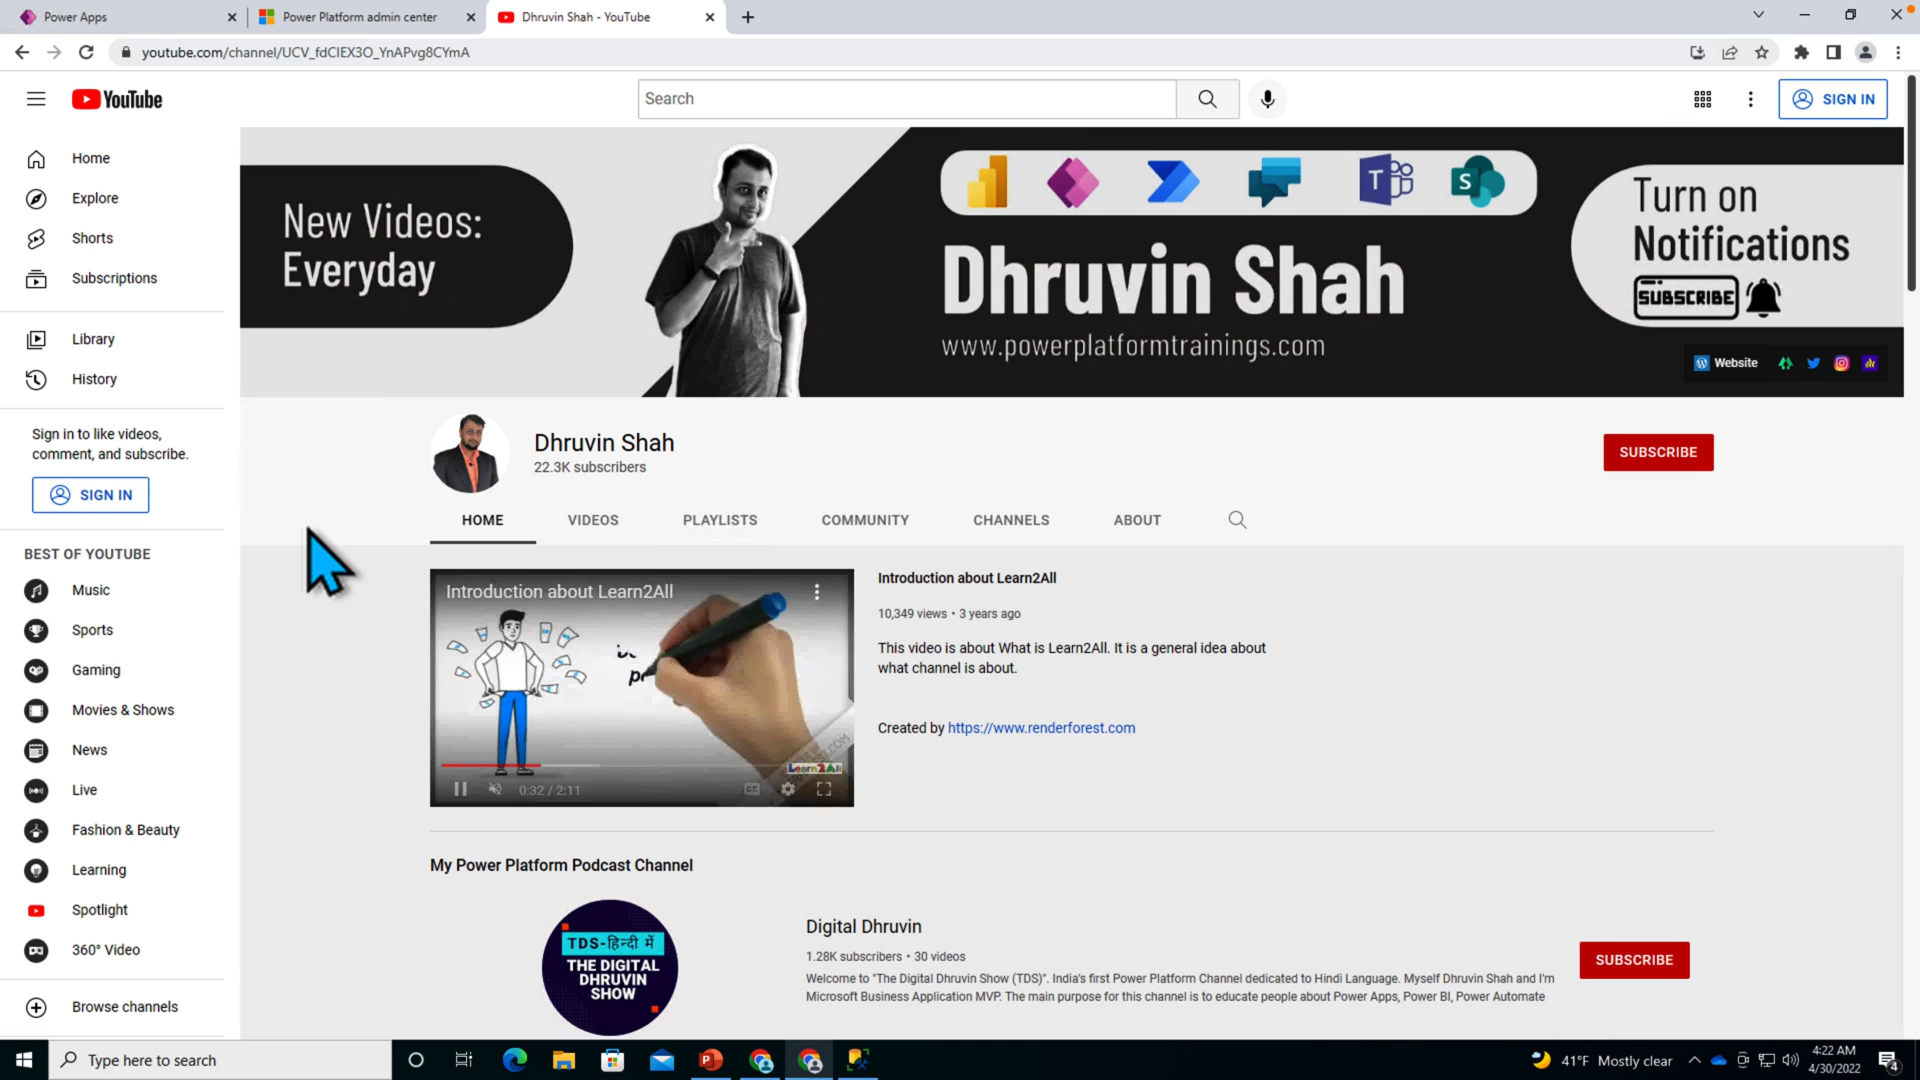 Power Apps
Power Platform admin center
Dhruvin Shah - YouTube
youtube.com/channel/UCV_fdCIEX3O_YnAPvg8CYmA
YouTube
Search
SIGN IN
Home
Explore
Shorts
Subscriptions
Library
History
Sign in to like videos,
comment, and subscribe.
SIGN IN
BEST OF YOUTUBE
Music
Sports
Gaming
Movies & Shows
News
Live
Fashion & Beauty
Learning
Spotlight
360° Video
Browse channels
New Videos:
Everyday
T
S
Dhruvin Shah
www.powerplatformtrainings.com
Turn on
Notifications
SUBSCRIBE
Website
Dhruvin Shah
22.3K subscribers
SUBSCRIBE
HOME
VIDEOS
PLAYLISTS
COMMUNITY
CHANNELS
ABOUT
Introduction about Learn2All
Learn2All
0:32 / 2:11
Introduction about Learn2All
10,349 views • 3 years ago
This video is about What is Learn2All. It is a general idea about
what channel is about.
Created by https://www.renderforest.com
My Power Platform Podcast Channel
TDS-हिन्दी में
THE DIGITAL
DHRUVIN
SHOW
Digital Dhruvin
1.28K subscribers • 30 videos
Welcome to "The Digital Dhruvin Show (TDS)". India's first Power Platform Channel dedicated to Hindi Language. Myself Dhruvin Shah and I'm
Microsoft Business Application MVP. The main purpose for this channel is to educate people about Power Apps, Power BI, Power Automate
SUBSCRIBE
Type here to search
41°F Mostly clear
4:22 AM
4/30/2022
4